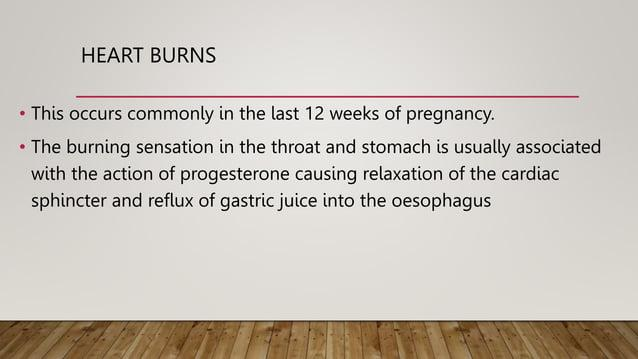 HEART BURNS
• This occurs commonly in the last 12 weeks of pregnancy.
• The burning sensation in the throat and stomach is usually associated
with the action of progesterone causing relaxation of the cardiac
sphincter and reflux of gastric juice into the oesophagus